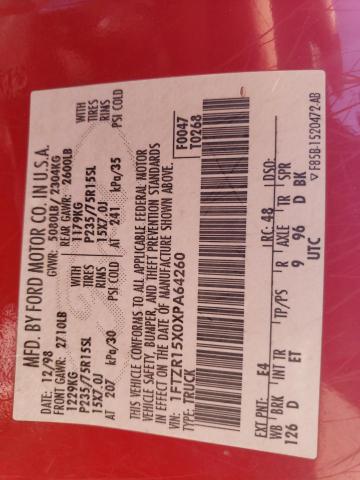 MFD. BY FORD MOTOR CO. IN U.S.A.
DATE: 12/98 GVWR: 5080LB/ 2304KG
FRONT GAWR: 2710LB REAR GAWR: 2600LB
1229KG WITH 1179KG WITH
P235/75R15SL TIRES P235/75R15SL TIRES
15X7.0J RIMS 15X7.0J RIMS
AT 207 kPa/30 PSI COLD AT 241 kPa/35 PSI COLD
THIS VEHICLE CONFORMS TO ALL APPLICABLE FEDERAL MOTOR
VEHICLE SAFETY, BUMPER, AND THEFT PREVENTION STANDARDS
IN EFFECT ON THE DATE OF MANUFACTURE SHOWN ABOVE.
1FTZR15X0XPA64260 F0047
TYPE: TRUCK T0268
EXT PNT: E4 RC: 48 DSO:
WB BRK INT TR TP/PS R AXLE TR SPR
126 D ET 9 96 D BK
UTC
▽ F85B-1520472-AB